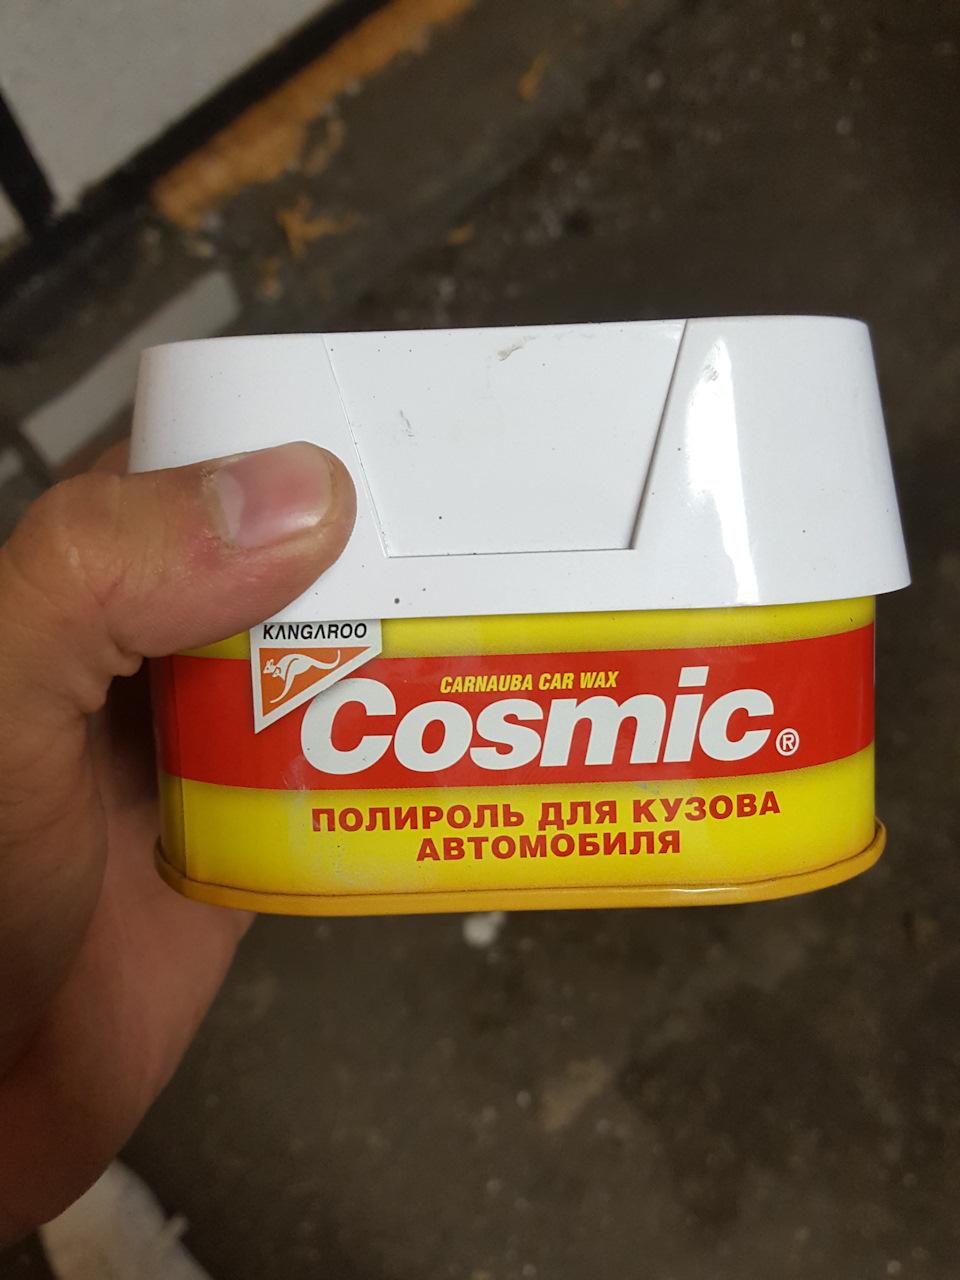 KANGAROO
CARNAUBA CAR WAX
Cosmic®
ПОЛИРОЛЬ ДЛЯ КУЗОВА
АВТОМОБИЛЯ